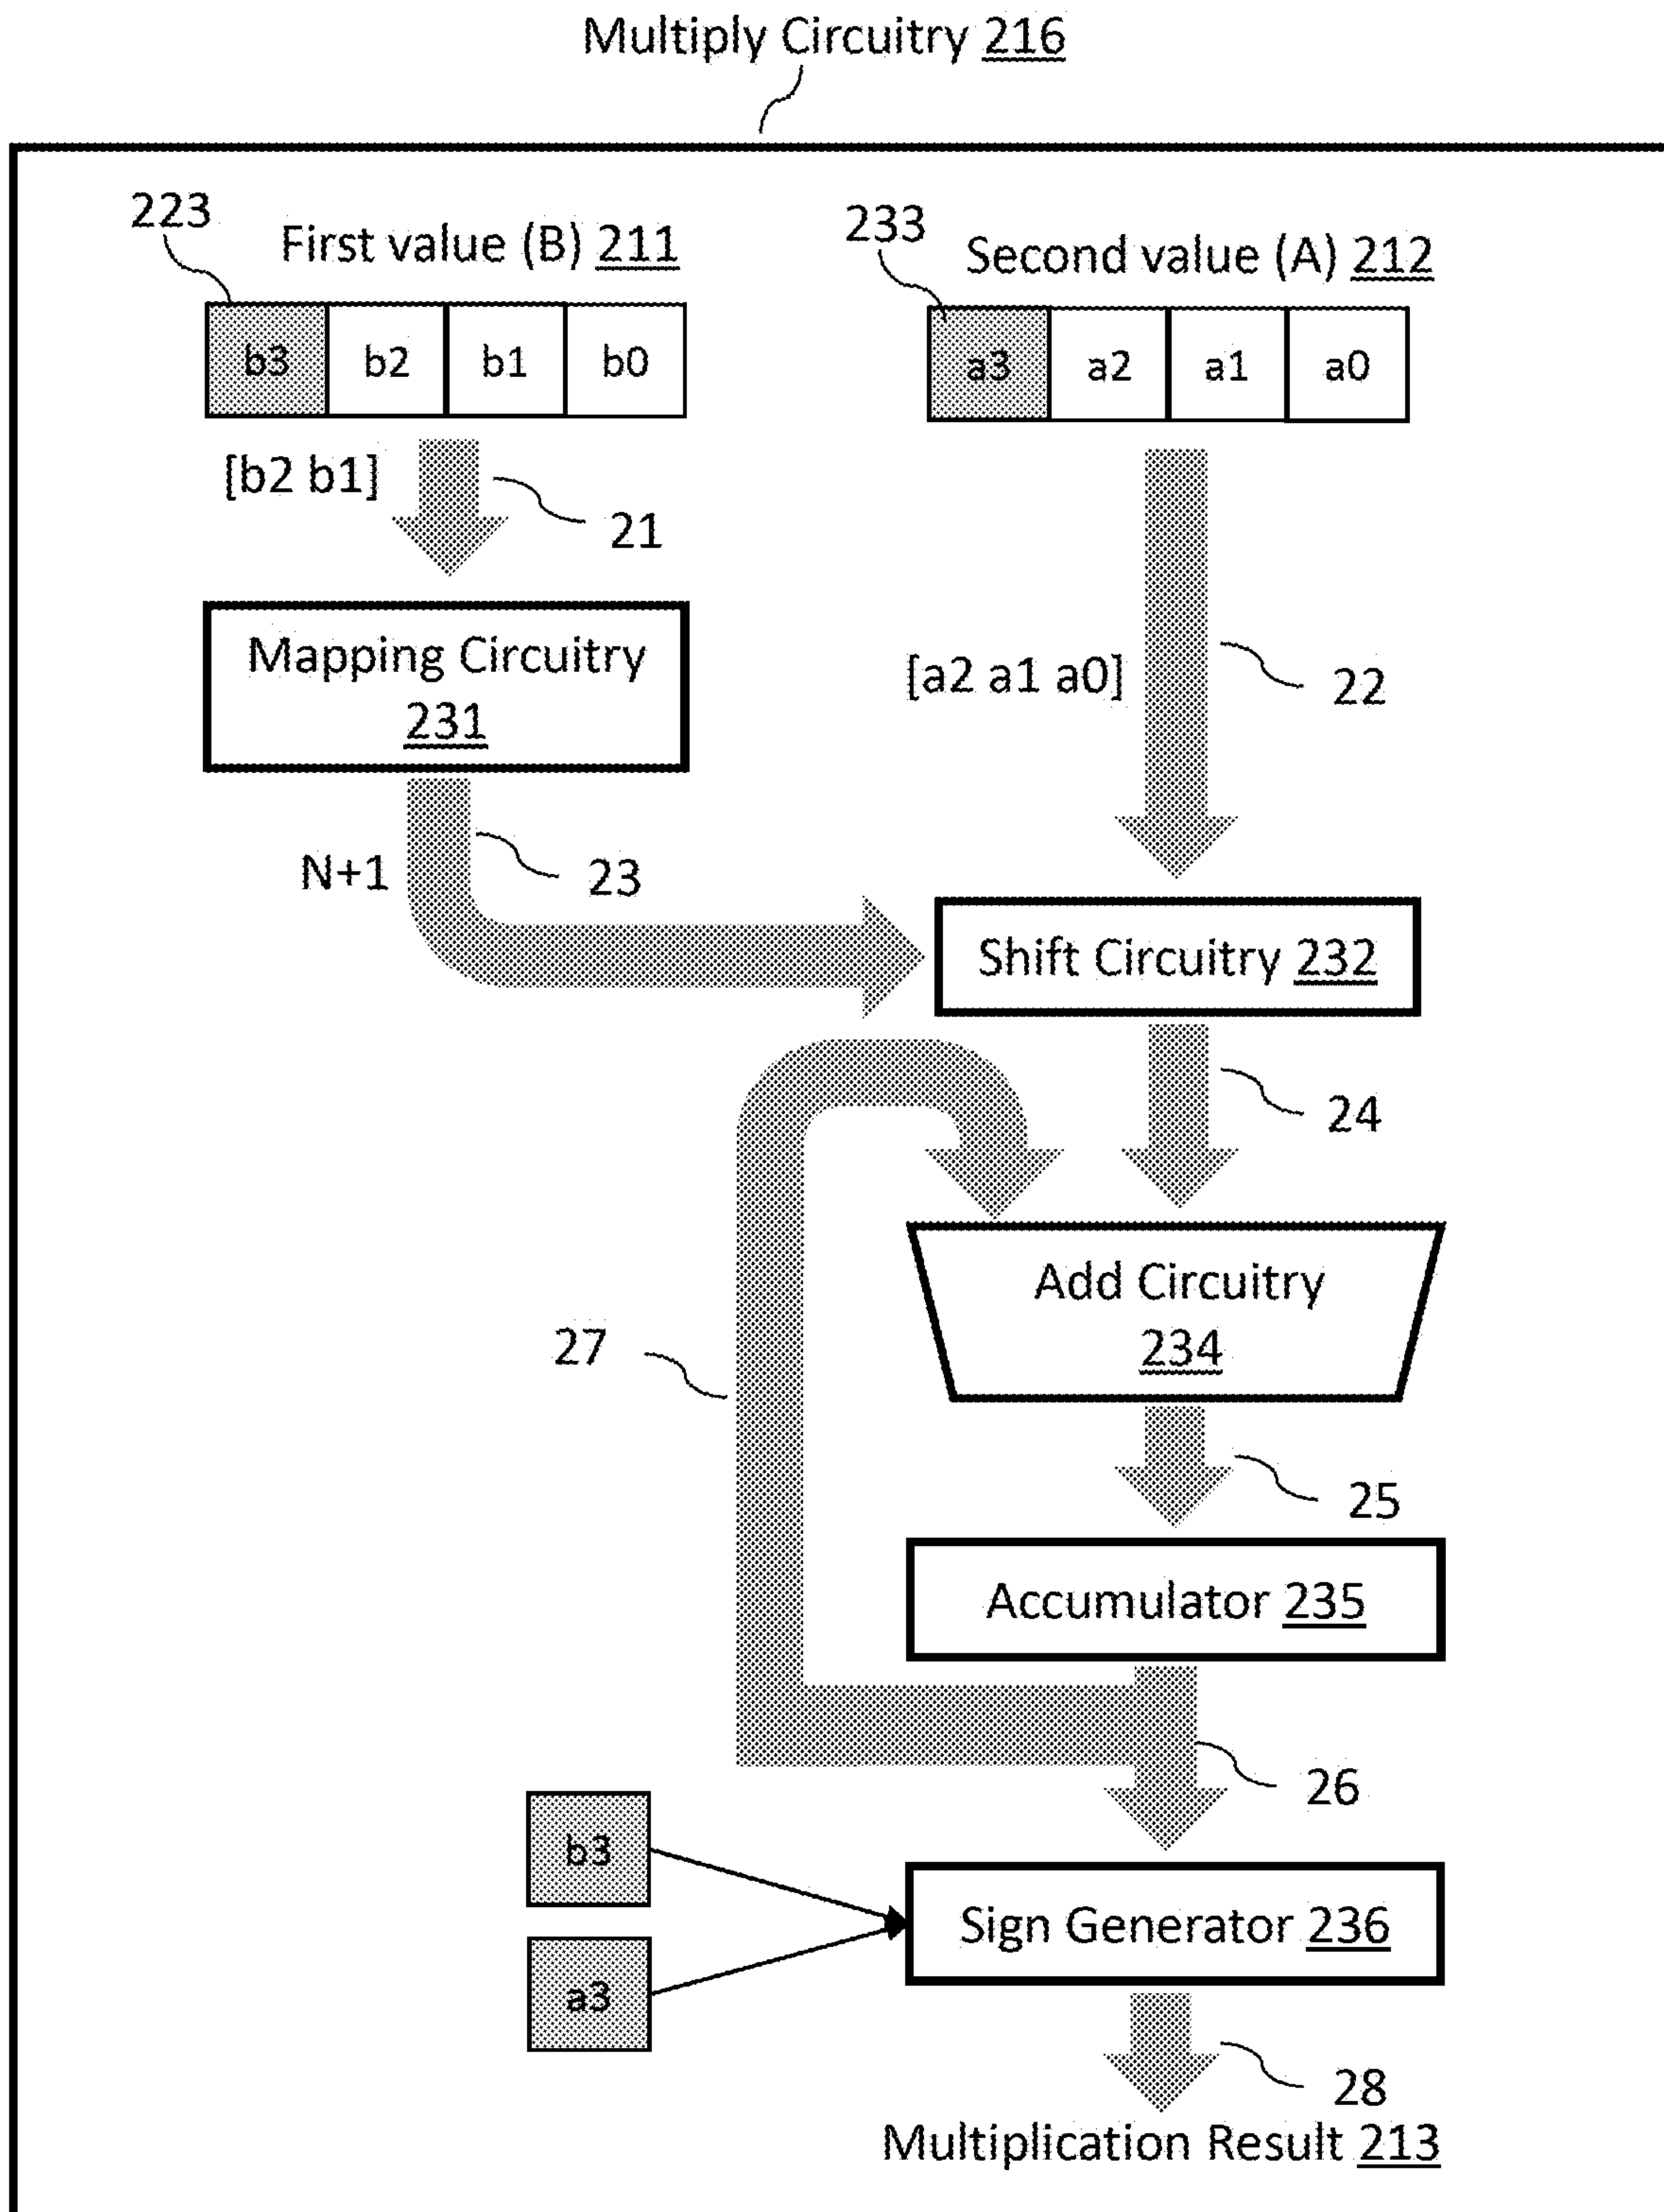 Multiply Circuitry 216
223
First value (B) 211
233
Second value (A) 212
b3 b2 b1 b0
a3 a2 a1 a0
[b2 b1]
21
Mapping Circuitry
231
[a2 a1 a0]
22
N+1
23
Shift Circuitry 232
24
Add Circuitry
234
27
25
Accumulator 235
26
b3
Sign Generator 236
a3
28
Multiplication Result 213